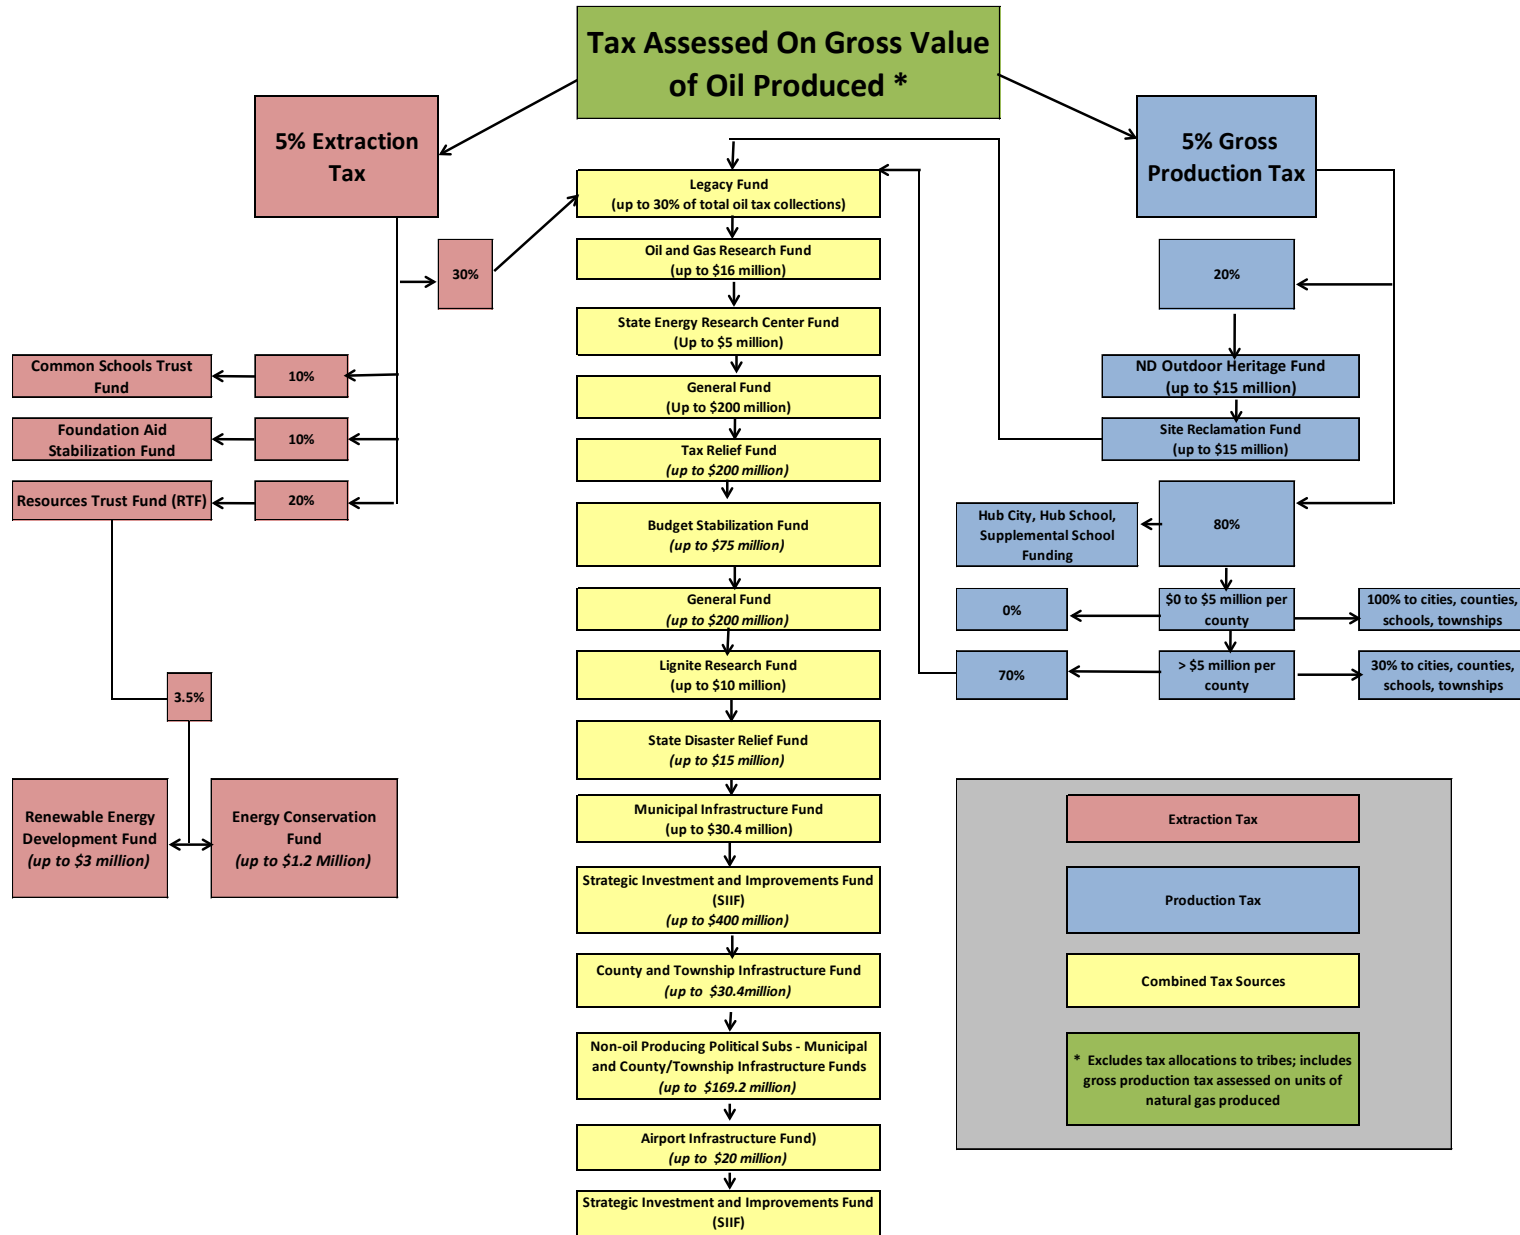 Tax Assessed On Gross Value
of Oil Produced *
5% Extraction
Tax
5% Gross
Production Tax
Legacy Fund
(up to 30% of total oil tax collections)
30%
Oil and Gas Research Fund
(up to $16 million)
20%
State Energy Research Center Fund
(Up to $5 million)
Common Schools Trust
Fund
10%
General Fund
(Up to $200 million)
ND Outdoor Heritage Fund
(up to $15 million)
Foundation Aid
Stabilization Fund
10%
Tax Relief Fund
(up to $200 million)
Site Reclamation Fund
(up to $15 million)
Resources Trust Fund (RTF)
20%
Budget Stabilization Fund
(up to $75 million)
Hub City, Hub School,
Supplemental School
Funding
80%
General Fund
(up to $200 million)
0%
$0 to $5 million per
county
100% to cities, counties,
schools, townships
Lignite Research Fund
(up to $10 million)
70%
> $5 million per
county
30% to cities, counties,
schools, townships
3.5%
State Disaster Relief Fund
(up to $15 million)
Renewable Energy
Development Fund
(up to $3 million)
Energy Conservation
Fund
(up to $1.2 Million)
Municipal Infrastructure Fund
(up to $30.4 million)
Strategic Investment and Improvements Fund
(SIIF)
(up to $400 million)
County and Township Infrastructure Fund
(up to $30.4million)
Non-oil Producing Political Subs - Municipal
and County/Township Infrastructure Funds
(up to $169.2 million)
Airport Infrastructure Fund)
(up to $20 million)
Strategic Investment and Improvements Fund
(SIIF)
Extraction Tax
Production Tax
Combined Tax Sources
* Excludes tax allocations to tribes; includes
gross production tax assessed on units of
natural gas produced